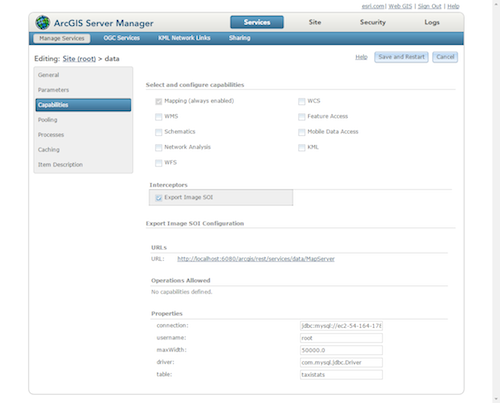 esri.com | Web GIS | Sign Out | Help
ArcGIS Server Manager
Services Site Security Logs
Manage Services OGC Services KML Network Links Sharing
Editing: Site (root) > data
Help Save and Restart Cancel
General
Parameters
Capabilities
Pooling
Processes
Caching
Item Description
Select and configure capabilities
Mapping (always enabled) WCS
WMS Feature Access
Schematics Mobile Data Access
Network Analysis KML
WFS
Interceptors
Export Image SOI
Export Image SOI Configuration
URLs
URL: http://localhost:6080/arcgis/rest/services/data/MapServer
Operations Allowed
No capabilities defined.
Properties
connection: jdbc:mysql://ec2-54-164-178
username: root
maxWidth: 50000.0
driver: com.mysql.jdbc.Driver
table: taxistats